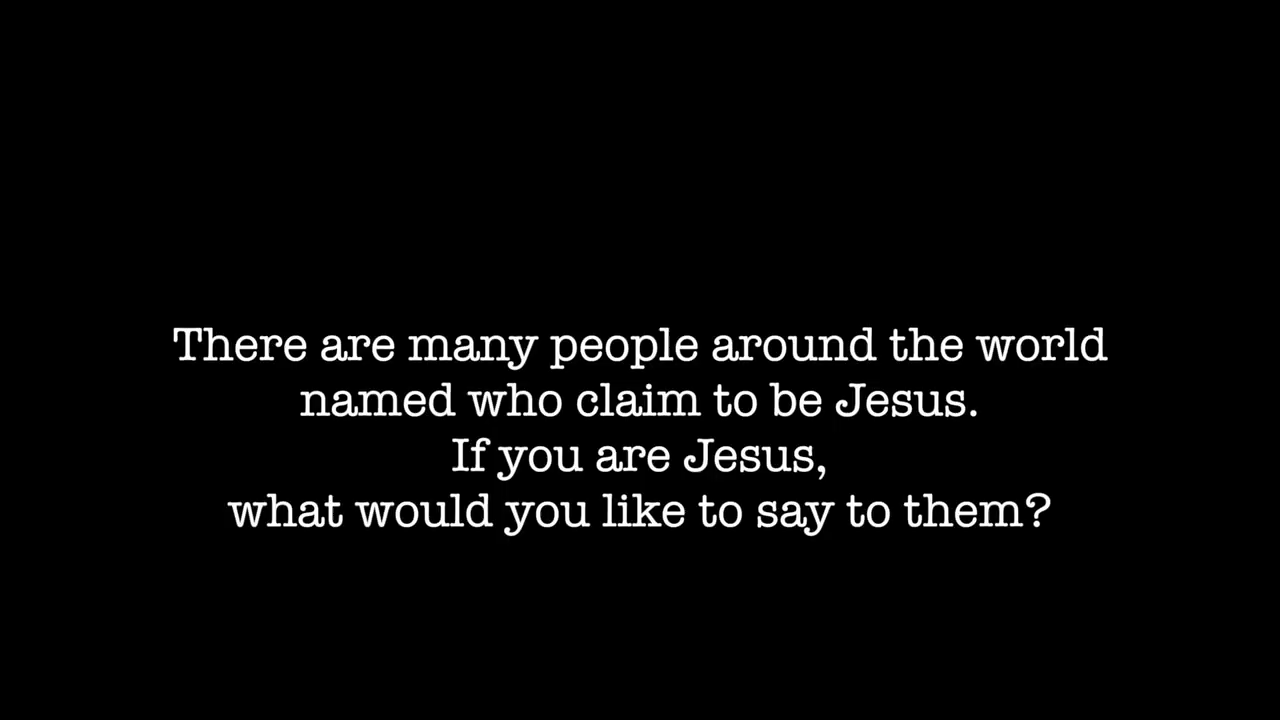 There are many people around the world
named who claim to be Jesus.
If you are Jesus,
what would you like to say to them?